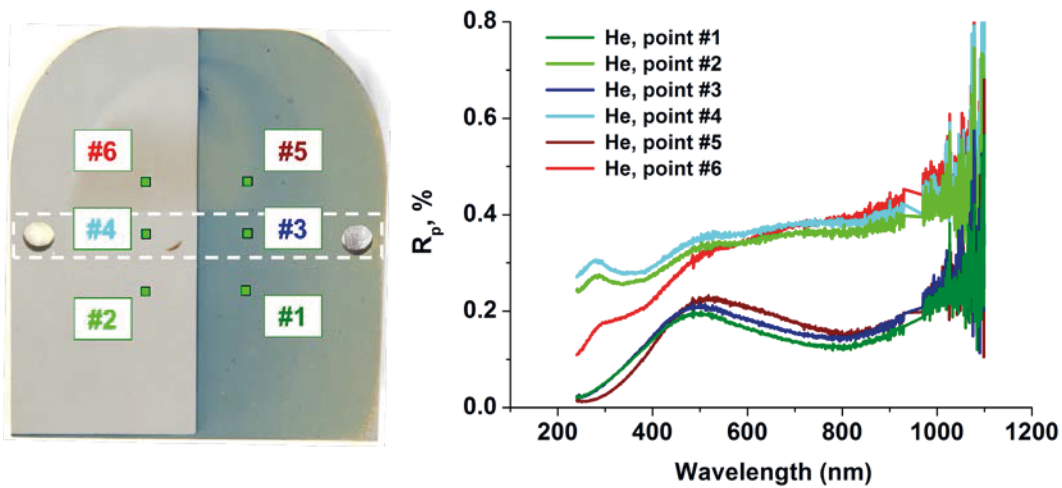 #6
#5
#4
#3
#2
#1
R_p, %
0.8
0.6
0.4
0.2
0.0
He, point #1
He, point #2
He, point #3
He, point #4
He, point #5
He, point #6
200 400 600 800 1000 1200
Wavelength (nm)